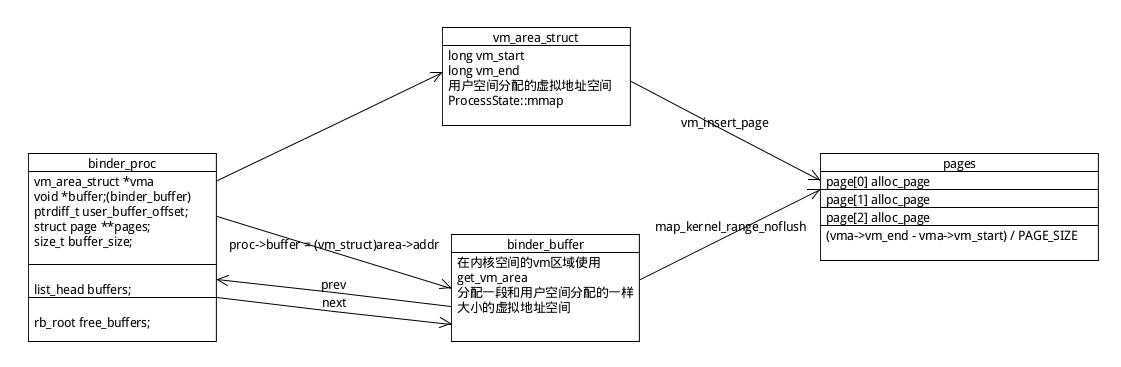 vm_area_struct
long vm_start
long vm_end
用户空间分配的虚拟地址空间
ProcessState::mmap
vm_insert_page
binder_proc
vm_area_struct *vma
void *buffer;(binder_buffer)
ptrdiff_t user_buffer_offset;
struct page **pages;
size_t buffer_size;
list_head buffers;
rb_root free_buffers;
proc->buffer = (vm_struct)area->addr
prev
next
binder_buffer
在内核空间的vm区域使用
get_vm_area
分配一段和用户空间分配的一样
大小的虚拟地址空间
map_kernel_range_noflush
pages
page[0] alloc_page
page[1] alloc_page
page[2] alloc_page
(vma->vm_end - vma->vm_start) / PAGE_SIZE